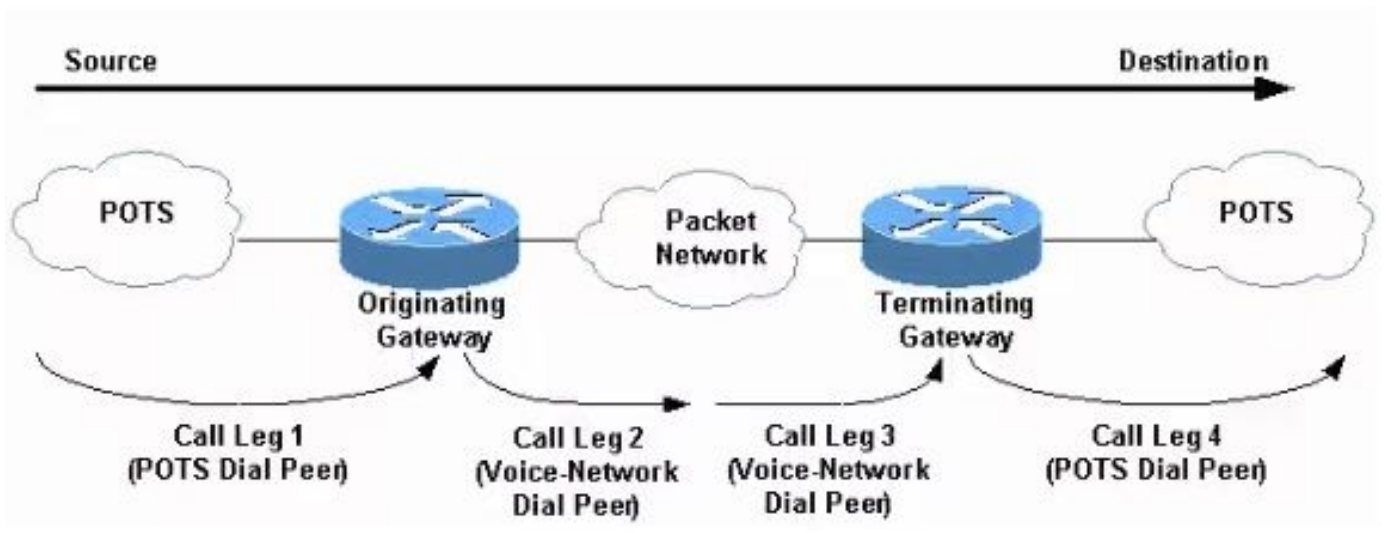 Source
Destination
POTS
Packet
Network
POTS
Originating
Gateway
Terminating
Gateway
Call Leg 1
(POTS Dial Peer)
Call Leg 2
(Voice-Network
Dial Peer)
Call Leg 3
(Voice-Network
Dial Peer)
Call Leg 4
(POTS Dial Peer)